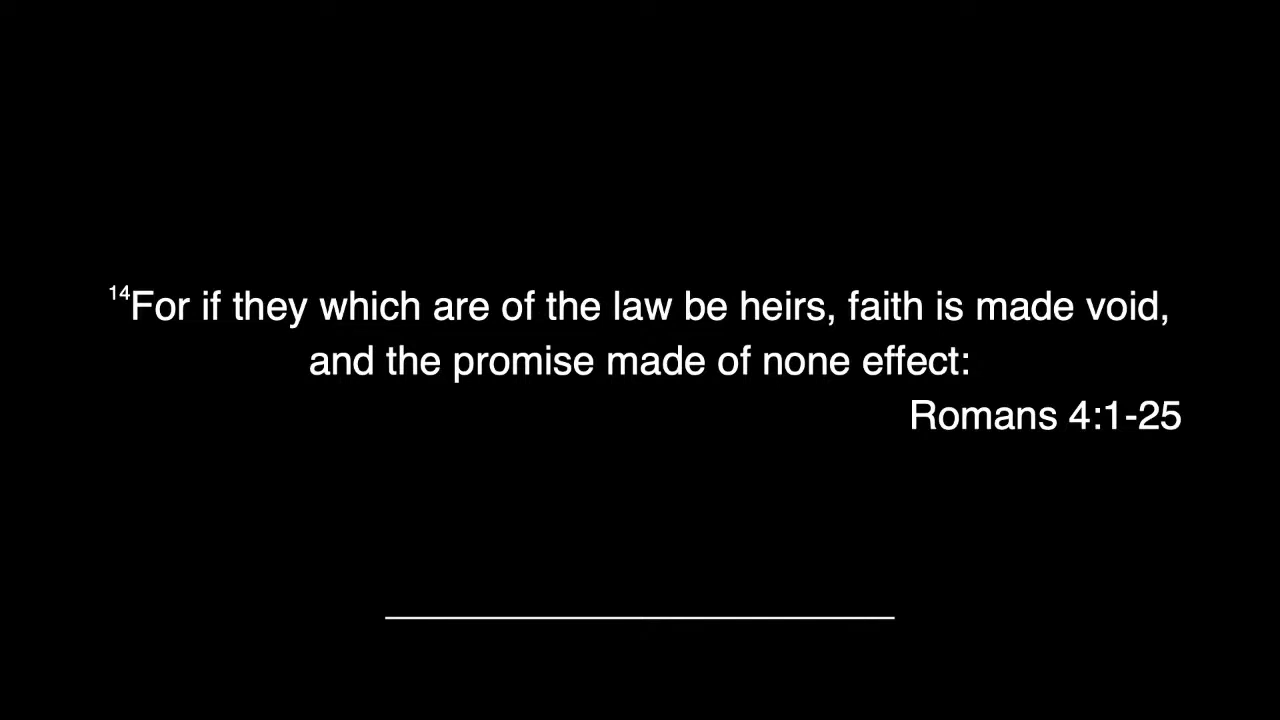 14For if they which are of the law be heirs, faith is made void,
and the promise made of none effect:
Romans 4:1-25